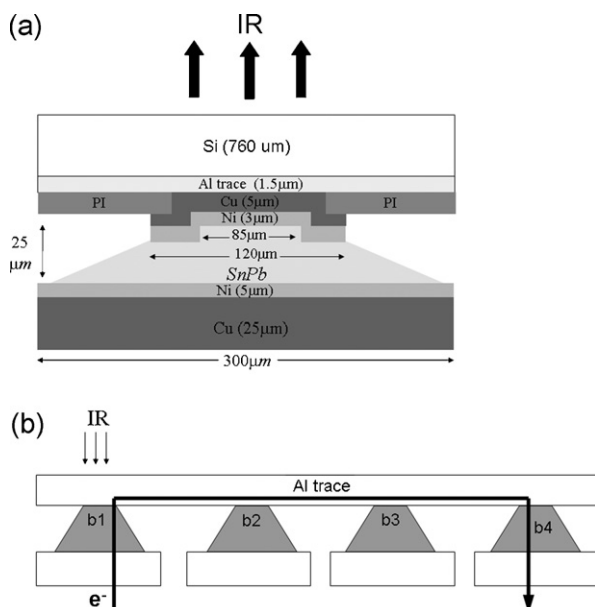 (a)
IR
Si (760 um)
Al trace (1.5μm)
PI
Cu (5μm)
PI
Ni (3μm)
25
μm
85μm
120μm
SnPb
Ni (5μm)
Cu (25μm)
300μm
(b)
IR
Al trace
b1
b2
b3
b4
e-